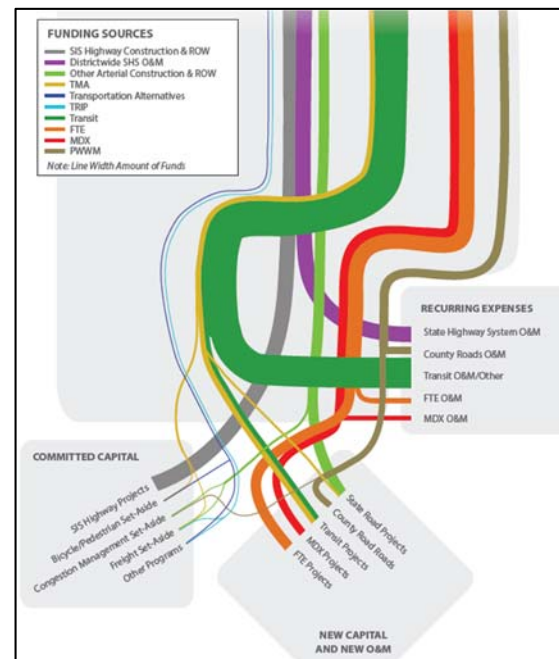 FUNDING SOURCES
SIS Highway Construction & ROW
Districtwide SHS O&M
Other Arterial Construction & ROW
TMA
Transportation Alternatives
TRIP
Transit
FTE
MDX
PWWM
Note: Line Width Amount of Funds
RECURRING EXPENSES
State Highway System O&M
County Roads O&M
Transit O&M/Other
FTE O&M
MDX O&M
COMMITTED CAPITAL
SIS Highway Projects
Bicycle/Pedestrian Set-Aside
Congestion Management Set-Aside
Freight Set-Aside
Other Programs
State Road Projects
County Road Roads
Transit Projects
MDX Projects
FTE Projects
NEW CAPITAL
AND NEW O&M